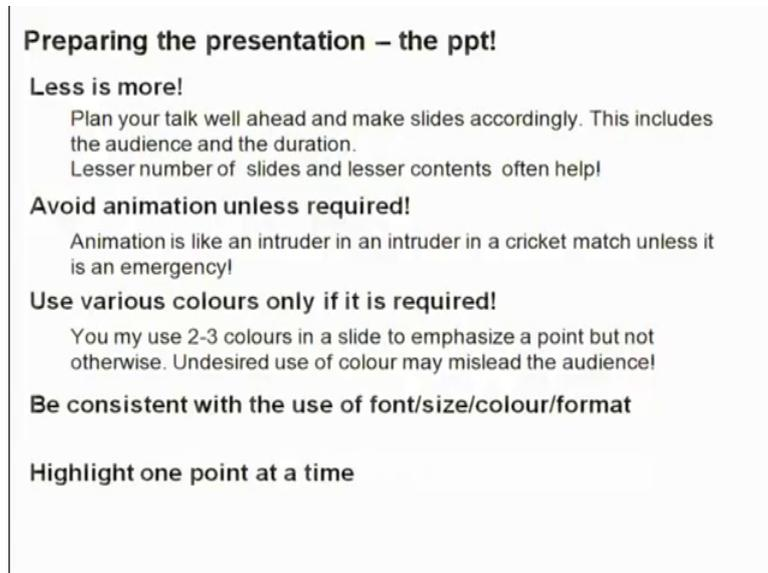 Preparing the presentation – the ppt!
Less is more!
Plan your talk well ahead and make slides accordingly. This includes
the audience and the duration.
Lesser number of slides and lesser contents often help!
Avoid animation unless required!
Animation is like an intruder in an intruder in a cricket match unless it
is an emergency!
Use various colours only if it is required!
You my use 2-3 colours in a slide to emphasize a point but not
otherwise. Undesired use of colour may mislead the audience!
Be consistent with the use of font/size/colour/format
Highlight one point at a time